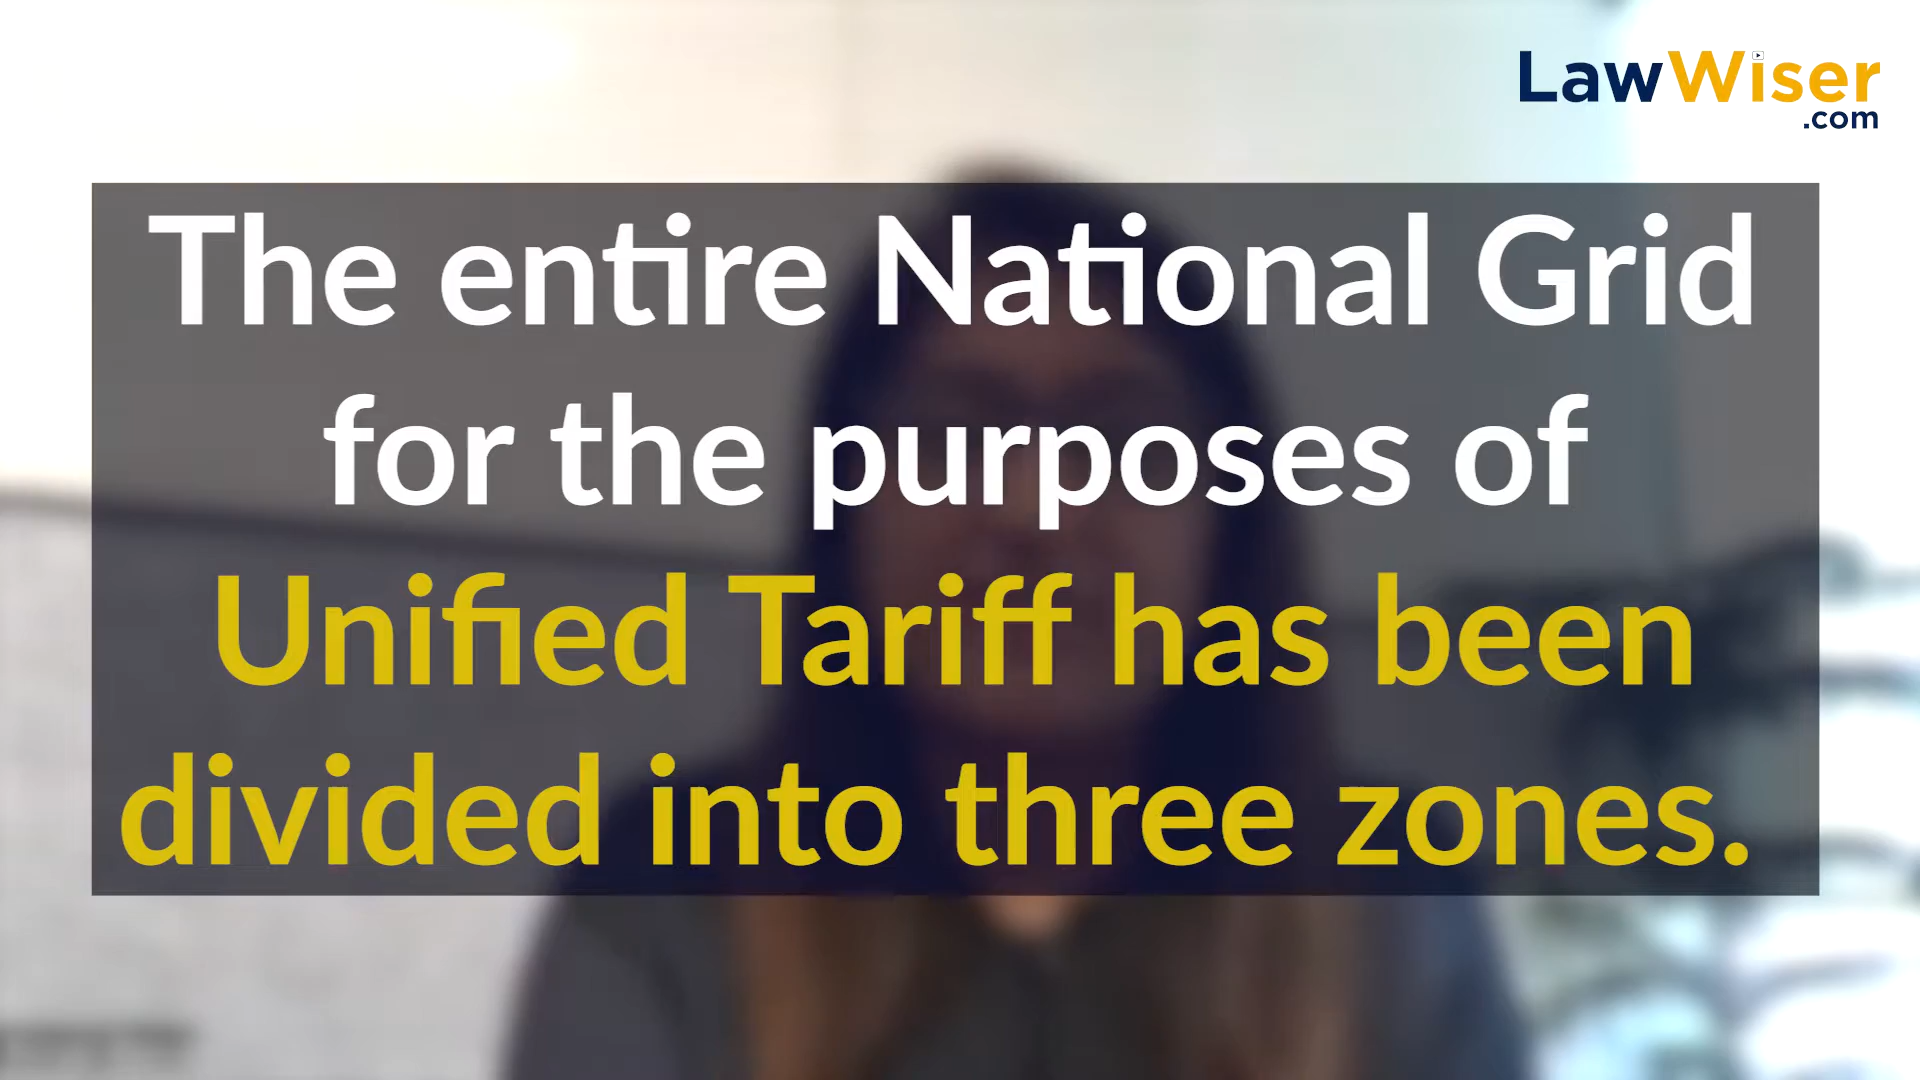 LawWiser
.com
The entire National Grid
for the purposes of
Unified Tariff has been
divided into three zones.